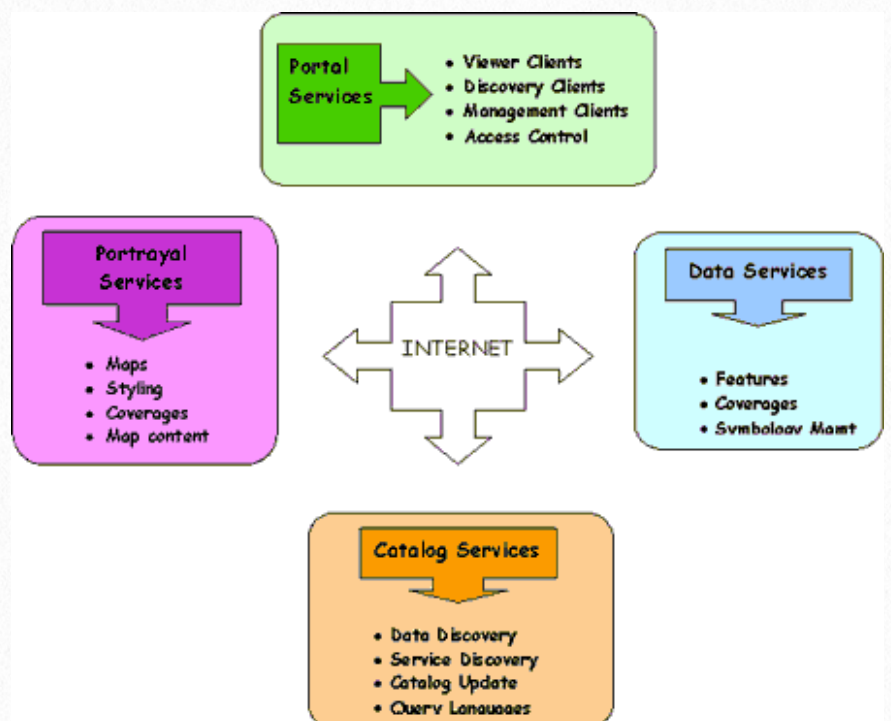 Portal
Services
• Viewer Clients
• Discovery Clients
• Management Clients
• Access Control
Portrayal
Services
• Maps
• Styling
• Coverages
• Map content
INTERNET
Data Services
• Features
• Coverages
• Symbology Mgmt
Catalog Services
• Data Discovery
• Service Discovery
• Catalog Update
• Query Languages